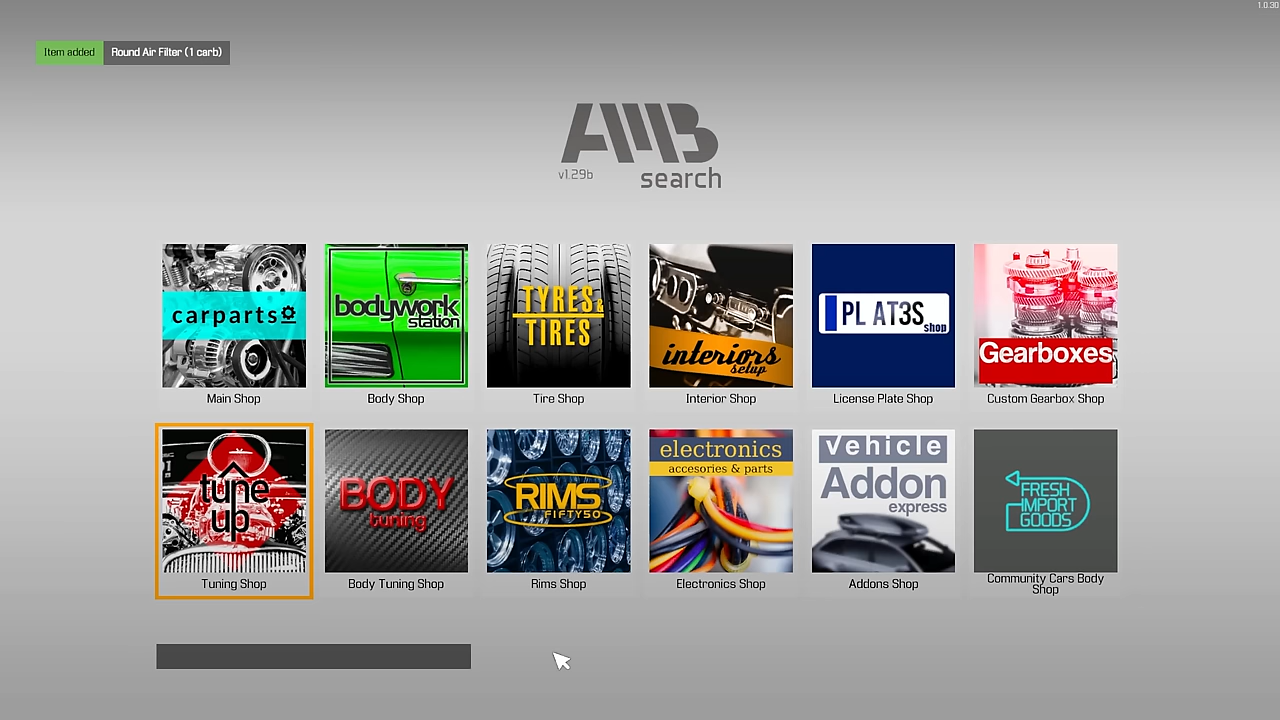 1.0.30
Item added Round Air Filter (1 carb)
AMB
v1.29b search
carparts
bodywork
station
TYRES&
TIRES
interiors
setup
PL AT3S
shop
Gearboxes
Main Shop
Body Shop
Tire Shop
Interior Shop
License Plate Shop
Custom Gearbox Shop
tune
up
BODY
tuning
RIMS
FIFTY50
electronics
accesories & parts
vehicle
Addon
express
FRESH
IMPORT
GOODS
Tuning Shop
Body Tuning Shop
Rims Shop
Electronics Shop
Addons Shop
Community Cars Body
Shop